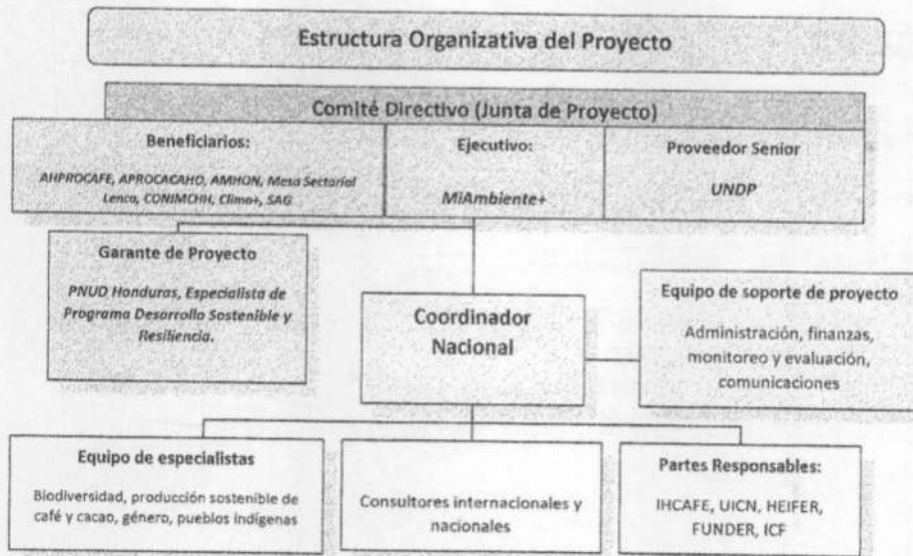 Estructura Organizativa del Proyecto
Comité Directivo (Junta de Proyecto)
Beneficiarios:
AHPROCAFE, APROCACAHO, AMHON, Mesa Sectorial
Lenca, CONIMCHH, Clima+, SAG
Ejecutivo:
MiAmbiente+
Proveedor Senior
UNDP
Garante de Proyecto
PNUD Honduras, Especialista de
Programa Desarrollo Sostenible y
Resiliencia.
Coordinador
Nacional
Equipo de soporte de proyecto
Administración, finanzas,
monitoreo y evaluación,
comunicaciones
Equipo de especialistas
Biodiversidad, producción sostenible de
café y cacao, género, pueblos indígenas
Consultores internacionales y
nacionales
Partes Responsables:
IHCAFE, UICN, HEIFER,
FUNDER, ICF